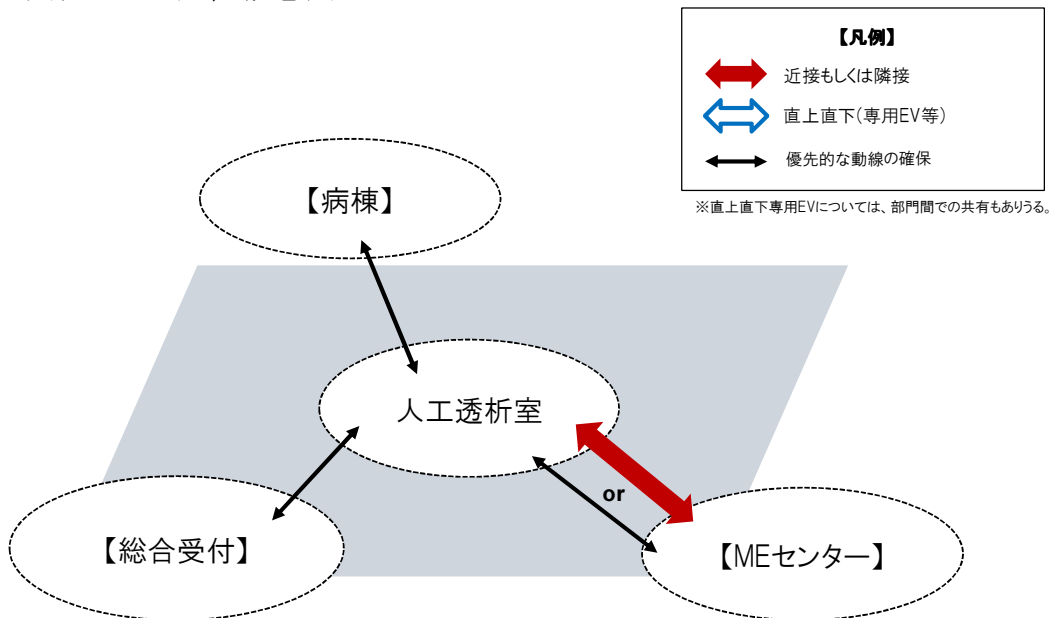 【凡例】
近接もしくは隣接
直上直下(専用EV等)
優先的な動線の確保
※直上直下専用EVについては、部門間での共有もありうる。
【病棟】
人工透析室
or
【総合受付】
【MEセンター】